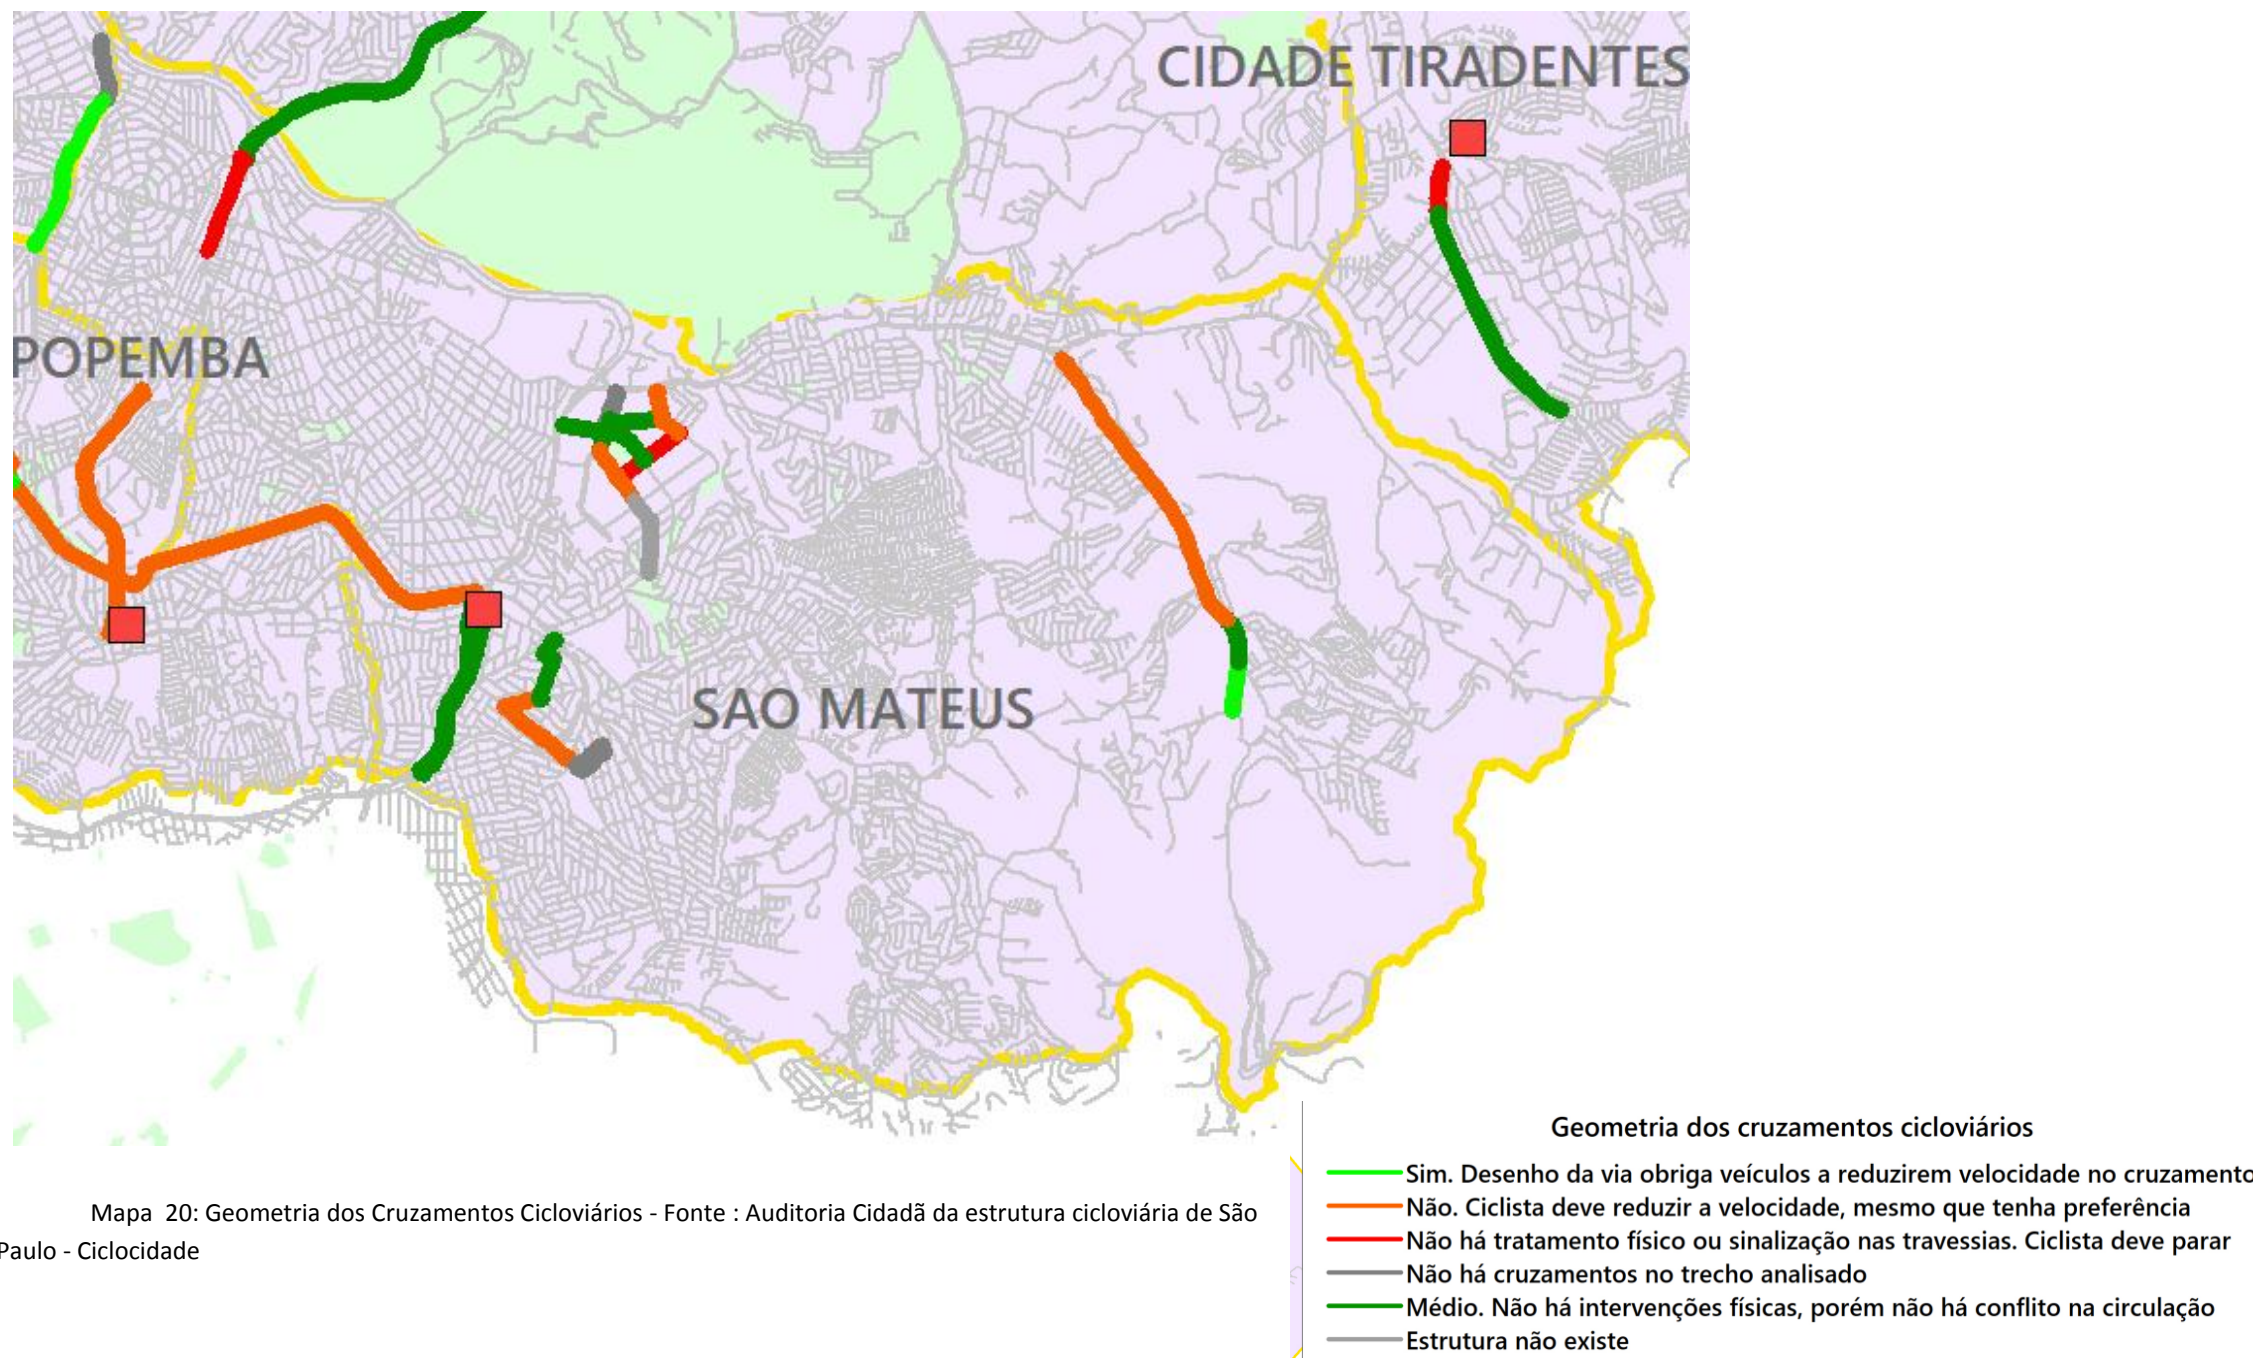 CIDADE TIRADENTES
POPEMBA
SAO MATEUS
Geometria dos cruzamentos cicloviários
Sim. Desenho da via obriga veículos a reduzirem velocidade no cruzamento
Não. Ciclista deve reduzir a velocidade, mesmo que tenha preferência
Não há tratamento físico ou sinalização nas travessias. Ciclista deve parar
Não há cruzamentos no trecho analisado
Médio. Não há intervenções físicas, porém não há conflito na circulação
Estrutura não existe
Mapa 20: Geometria dos Cruzamentos Cicloviários - Fonte : Auditoria Cidadã da estrutura cicloviária de São
Paulo - Ciclocidade